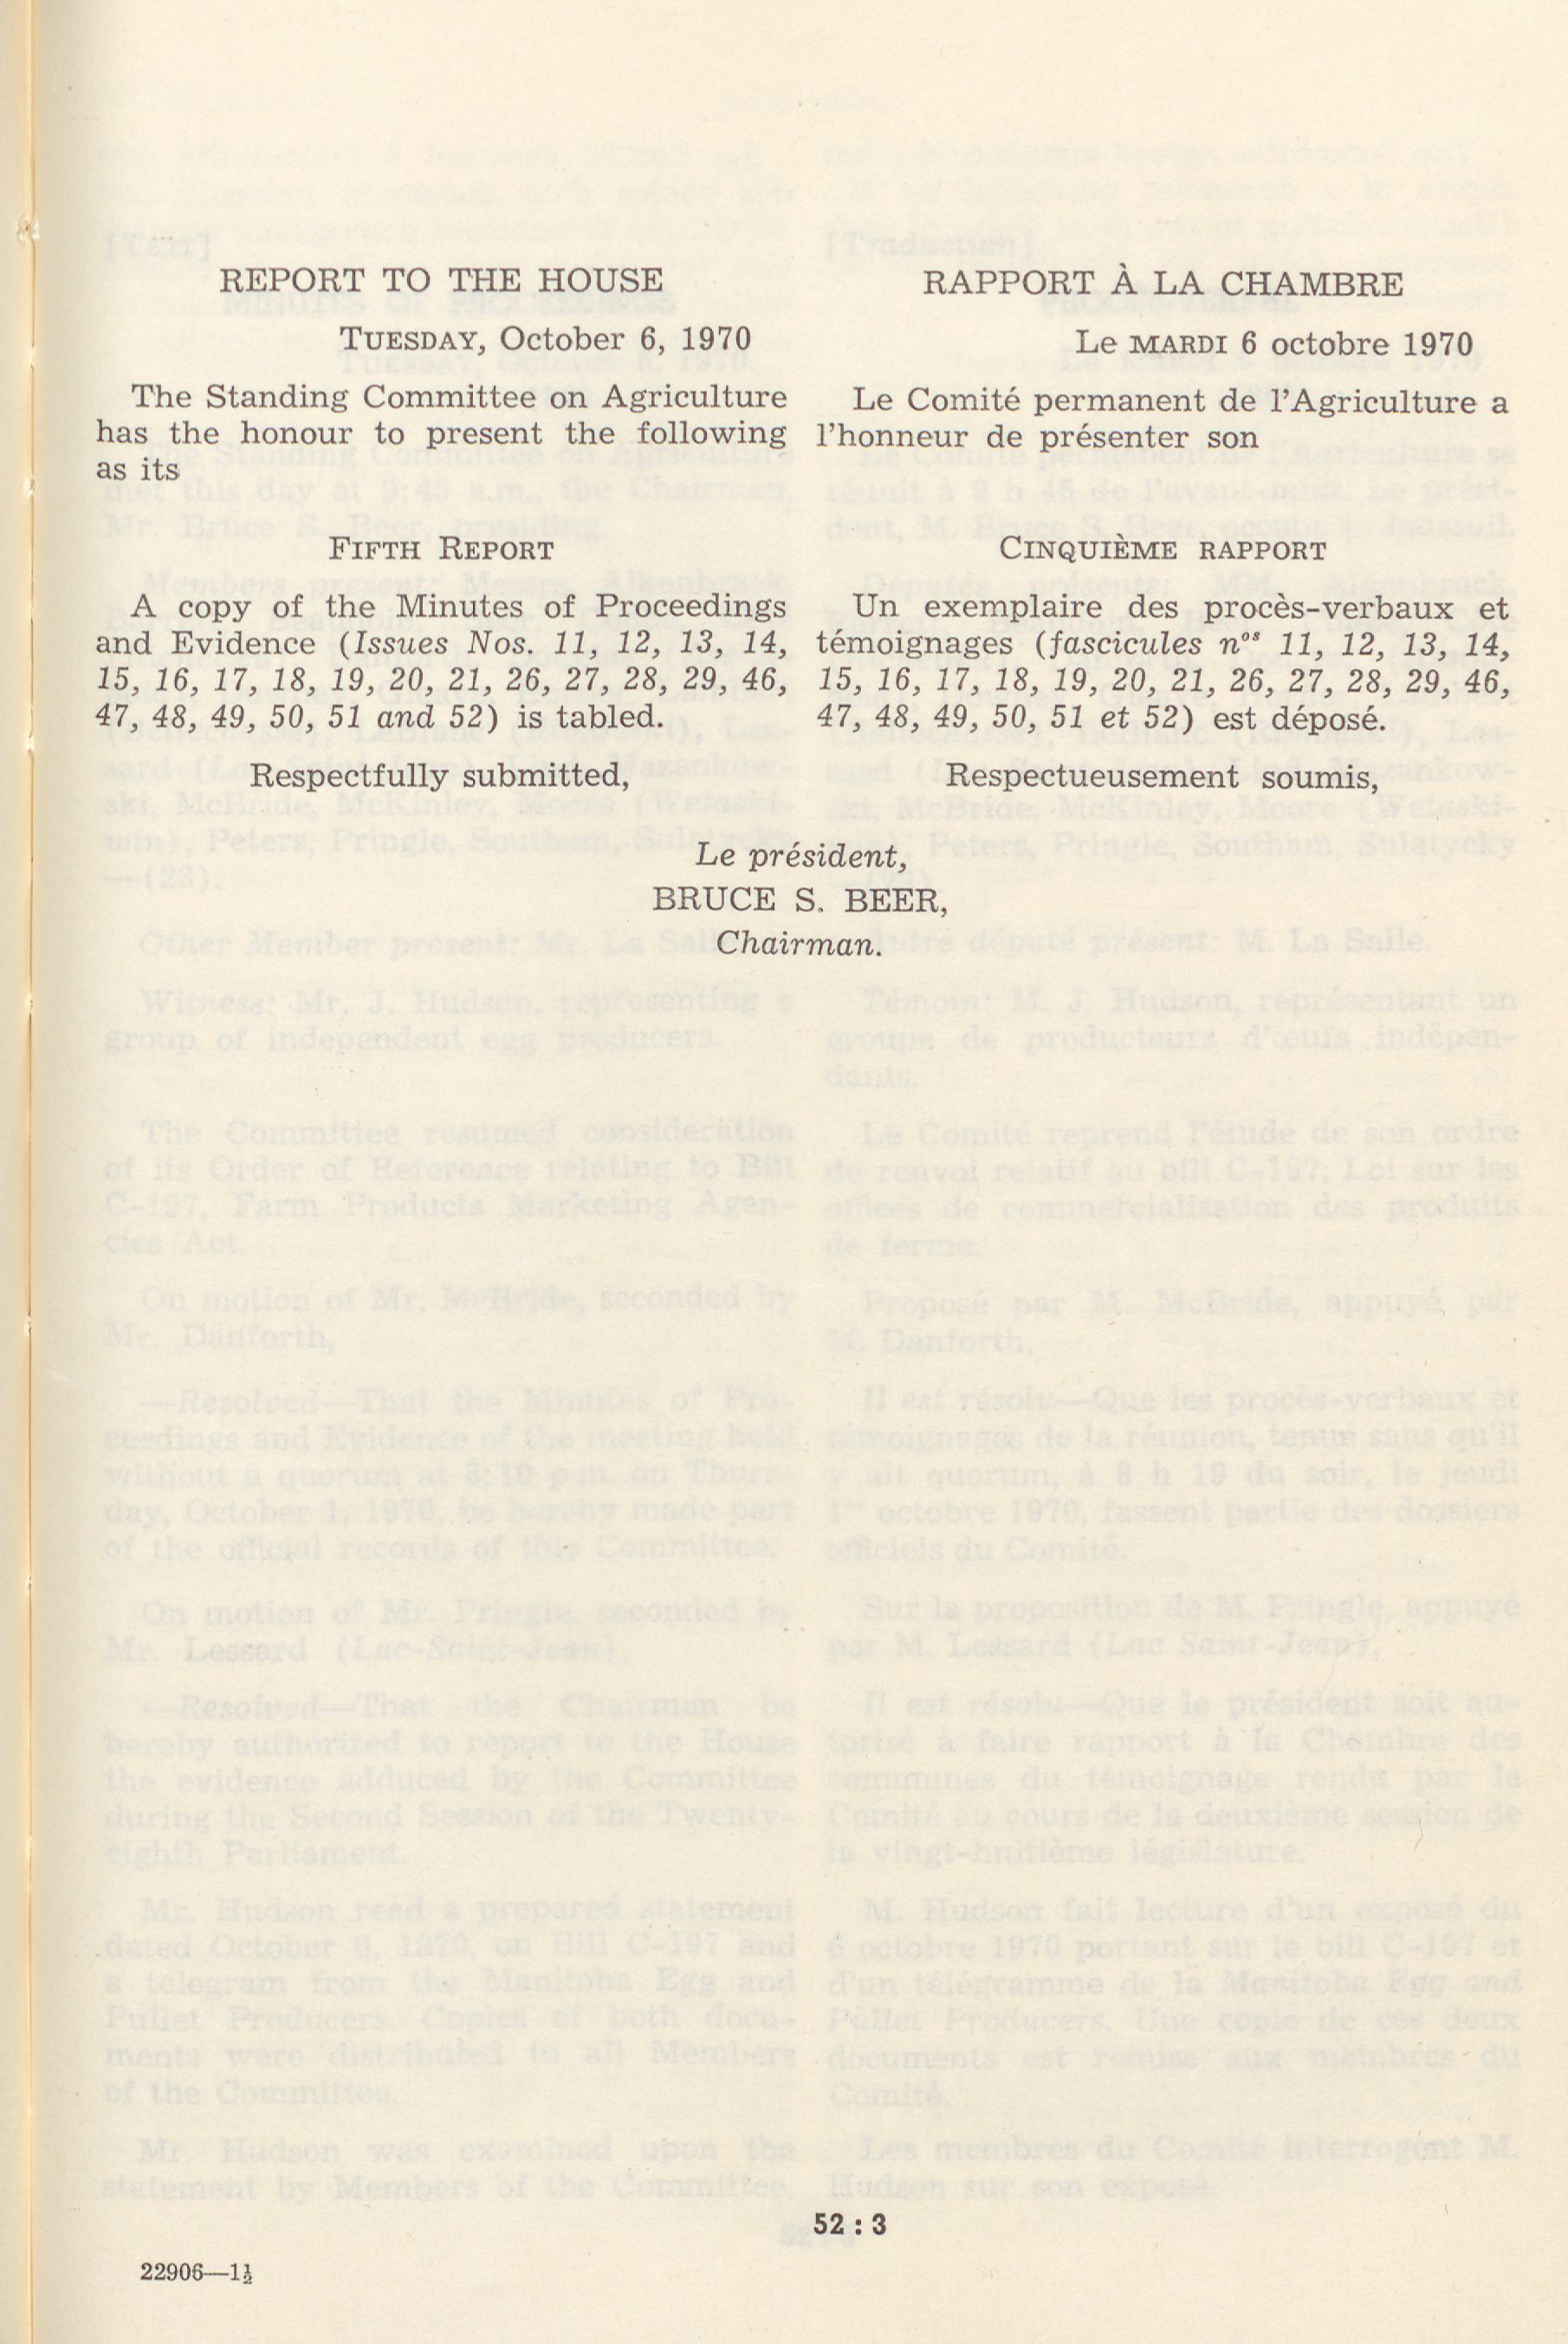 REPORT TO THE HOUSE
TUESDAY, October 6, 1970
The Standing Committee on Agriculture
has the honour to present the following
as its
FIFTH REPORT
A copy of the Minutes of Proceedings
and Evidence (Issues Nos. 11, 12, 13, 14,
15, 16, 17, 18, 19, 20, 21, 26, 27, 28, 29, 46,
47, 48, 49, 50, 51 and 52) is tabled.
Respectfully submitted,
RAPPORT À LA CHAMBRE
Le MARDI 6 octobre 1970
Le Comité permanent de l'Agriculture a
l'honneur de présenter son
CINQUIÈME RAPPORT
Un exemplaire des procès-verbaux et
témoignages (fascicules nos 11, 12, 13, 14,
15, 16, 17, 18, 19, 20, 21, 26, 27, 28, 29, 46,
47, 48, 49, 50, 51 et 52) est déposé.
Respectueusement soumis,
Le président,
BRUCE S. BEER,
Chairman.
52 : 3
22906—1½